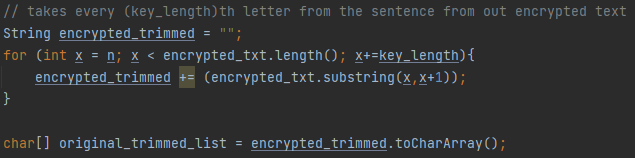 // takes every (key_length)th letter from the sentence from out encrypted text
String encrypted_trimmed = "";
for (int x = n; x < encrypted_txt.length(); x+=key_length){
    encrypted_trimmed += (encrypted_txt.substring(x,x+1));
}
char[] original_trimmed_list = encrypted_trimmed.toCharArray();